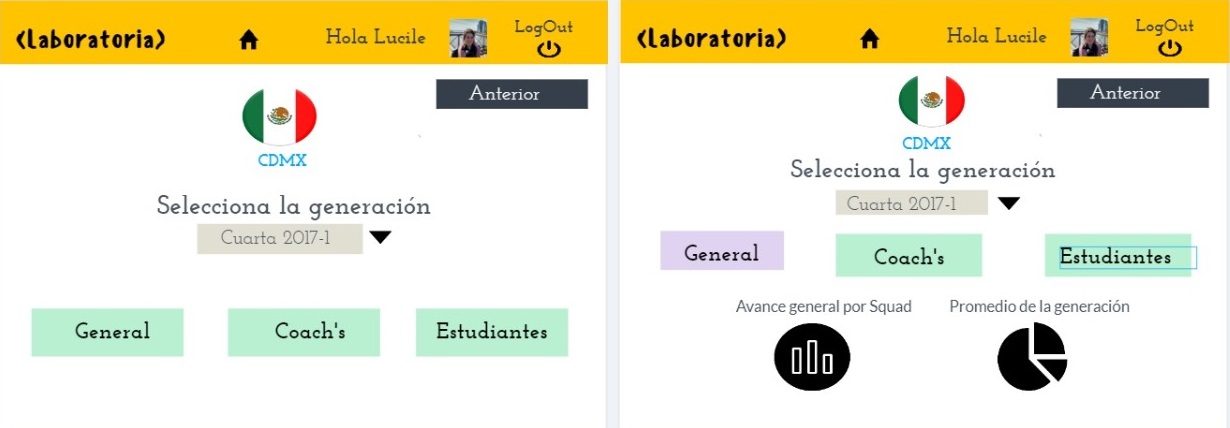 <Laboratoria>
Hola Lucile
LogOut
Anterior
CDMX
Selecciona la generación
Cuarta 2017-1
General
Coach's
Estudiantes
<Laboratoria>
Hola Lucile
LogOut
Anterior
CDMX
Selecciona la generación
Cuarta 2017-1
General
Coach's
Estudiantes
Avance general por Squad
Promedio de la generación